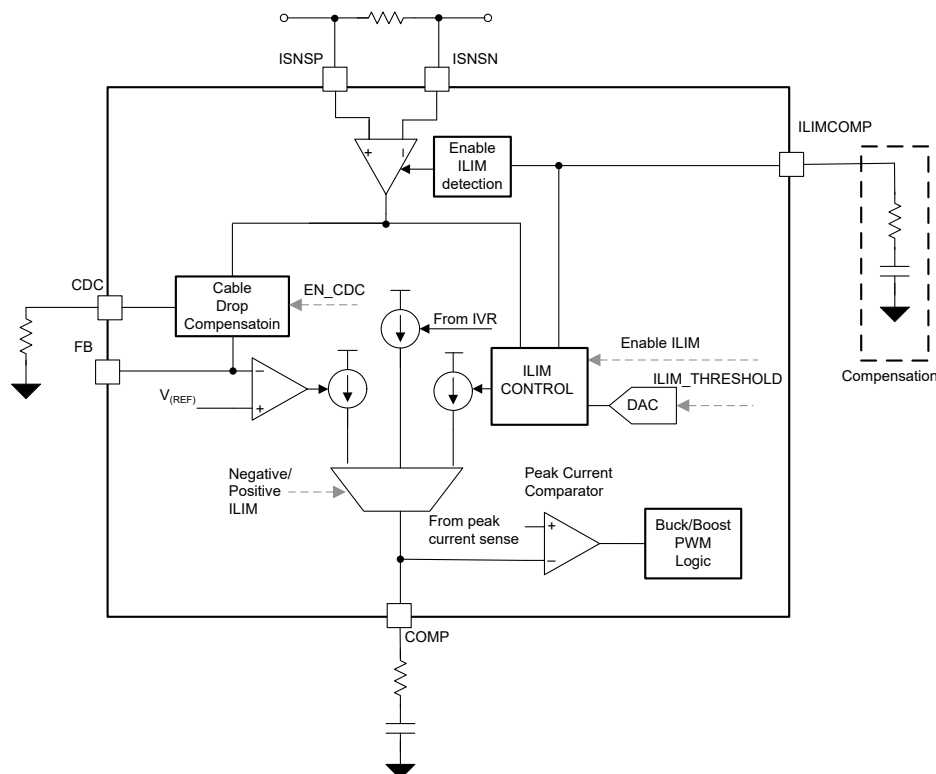 ISNSP
ISNSN
ILIMCOMP
+
−
Enable
ILIM
detection
CDC
Cable
Drop
Compensatoin
EN_CDC
From IVR
FB
−
+
V(REF)
ILIM
CONTROL
Enable ILIM
ILIM_THRESHOLD
DAC
Compensation
Negative/
Positive
ILIM
Peak Current
Comparator
From peak
current sense
+
−
Buck/Boost
PWM
Logic
COMP